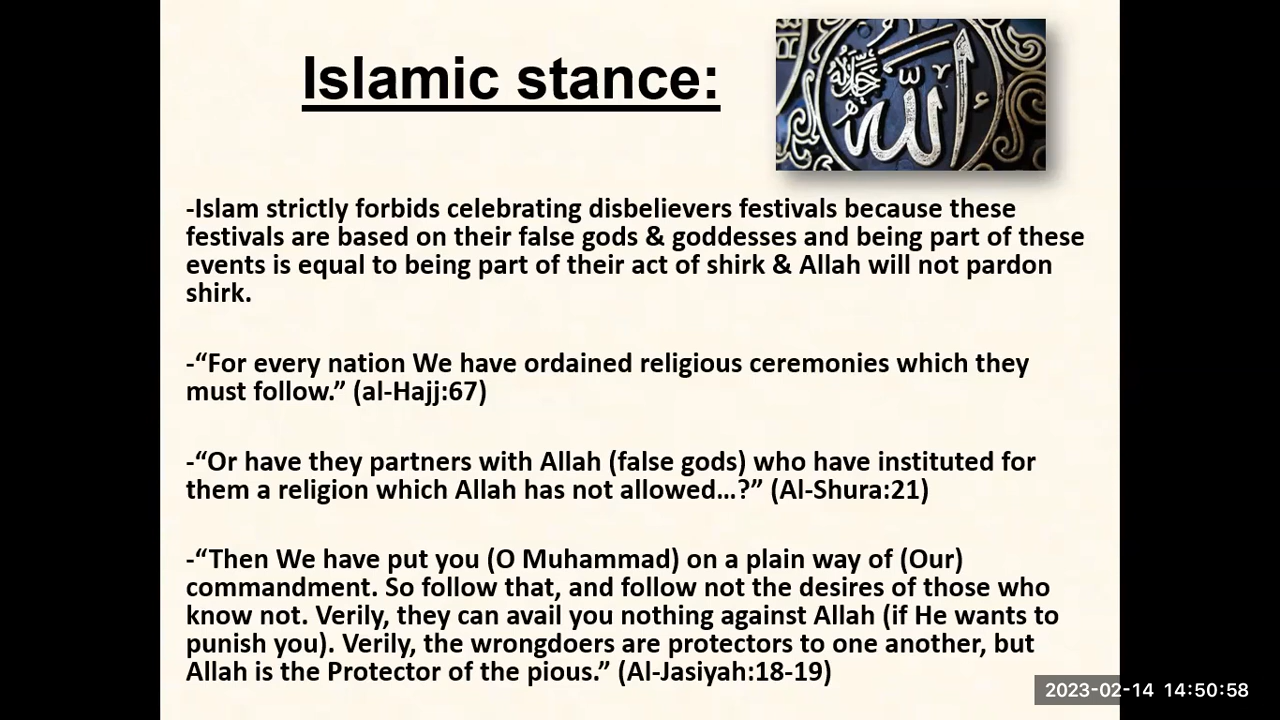 Islamic stance:
الله
-Islam strictly forbids celebrating disbelievers festivals because these
festivals are based on their false gods & goddesses and being part of these
events is equal to being part of their act of shirk & Allah will not pardon
shirk.
-“For every nation We have ordained religious ceremonies which they
must follow.” (al-Hajj:67)
-“Or have they partners with Allah (false gods) who have instituted for
them a religion which Allah has not allowed…?” (Al-Shura:21)
-“Then We have put you (O Muhammad) on a plain way of (Our)
commandment. So follow that, and follow not the desires of those who
know not. Verily, they can avail you nothing against Allah (if He wants to
punish you). Verily, the wrongdoers are protectors to one another, but
Allah is the Protector of the pious.” (Al-Jasiyah:18-19)
2023-02-14 14:50:58